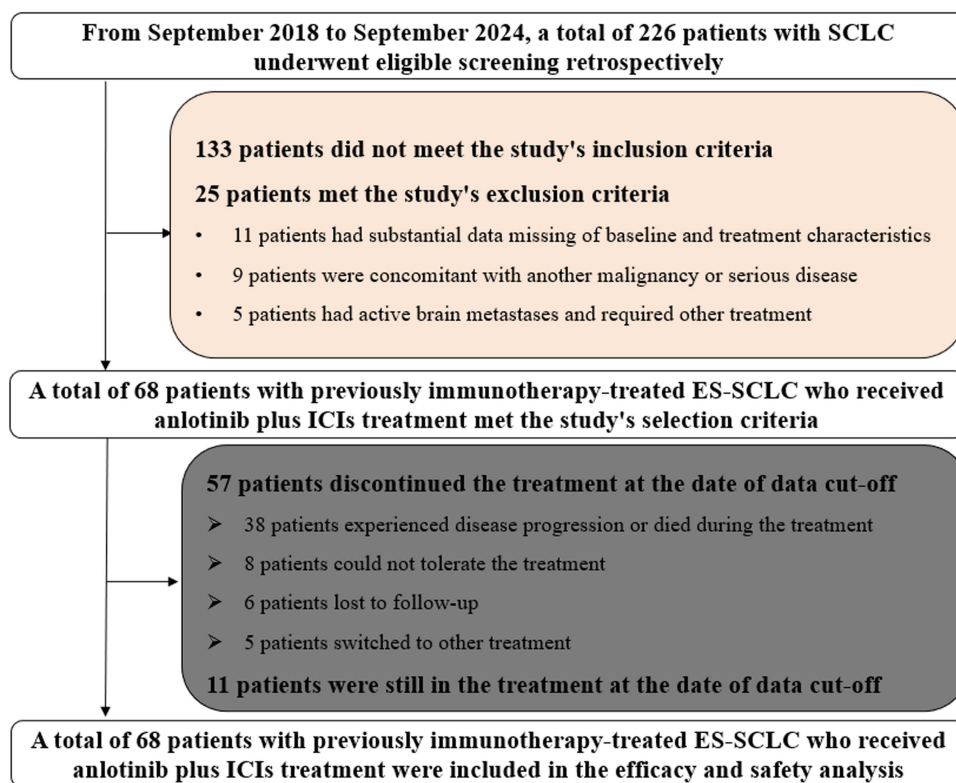 From September 2018 to September 2024, a total of 226 patients with SCLC
underwent eligible screening retrospectively
133 patients did not meet the study's inclusion criteria
25 patients met the study's exclusion criteria
• 11 patients had substantial data missing of baseline and treatment characteristics
• 9 patients were concomitant with another malignancy or serious disease
• 5 patients had active brain metastases and required other treatment
A total of 68 patients with previously immunotherapy-treated ES-SCLC who received
anlotinib plus ICIs treatment met the study's selection criteria
57 patients discontinued the treatment at the date of data cut-off
➢ 38 patients experienced disease progression or died during the treatment
➢ 8 patients could not tolerate the treatment
➢ 6 patients lost to follow-up
➢ 5 patients switched to other treatment
11 patients were still in the treatment at the date of data cut-off
A total of 68 patients with previously immunotherapy-treated ES-SCLC who received
anlotinib plus ICIs treatment were included in the efficacy and safety analysis